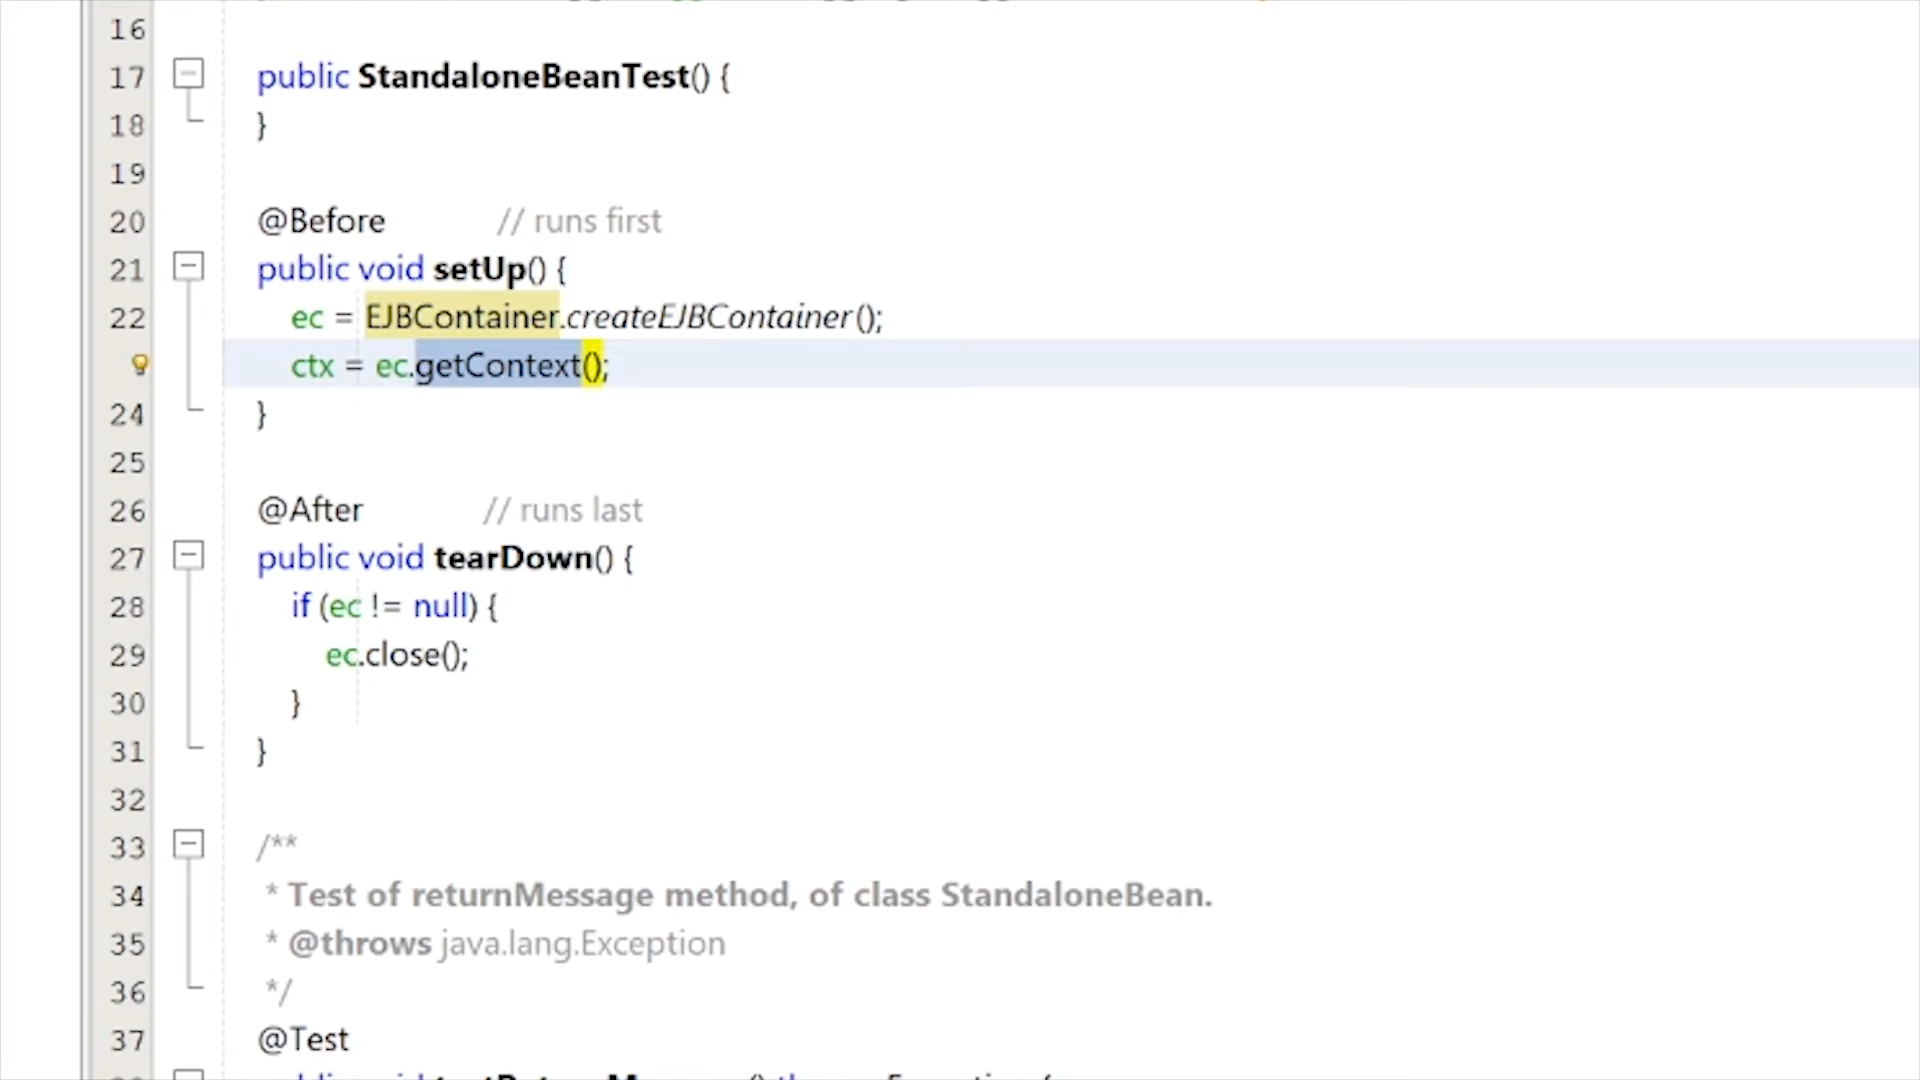 16
17 public StandaloneBeanTest() {
18 }
19
20 @Before // runs first
21 public void setUp() {
22 ec = EJBContainer.createEJBContainer();
ctx = ec.getContext();
24 }
25
26 @After // runs last
27 public void tearDown() {
28 if (ec != null) {
29 ec.close();
30 }
31 }
32
33 /**
34 * Test of returnMessage method, of class StandaloneBean.
35 * @throws java.lang.Exception
36 */
37 @Test